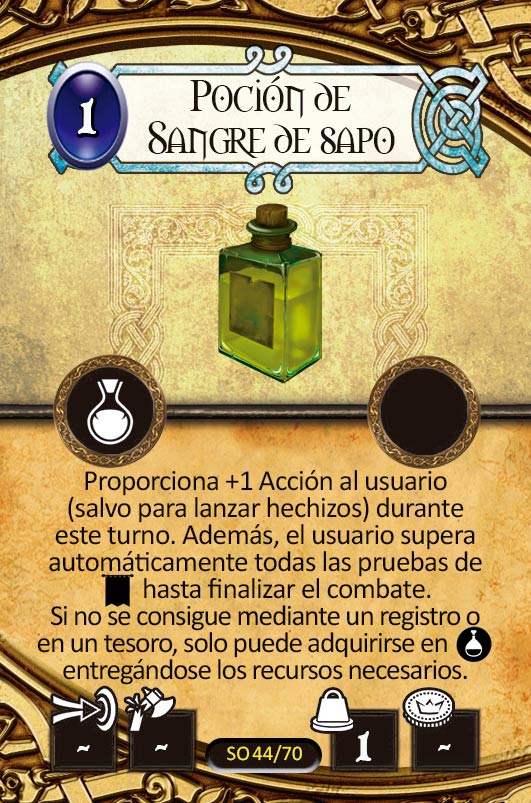 1
Poción de
Sangre de sapo
Proporciona +1 Acción al usuario
(salvo para lanzar hechizos) durante
este turno. Además, el usuario supera
automáticamente todas las pruebas de
hasta finalizar el combate.
Si no se consigue mediante un registro o
en un tesoro, solo puede adquirirse en
entregándose los recursos necesarios.
~ ~ SO44/70 1 ~